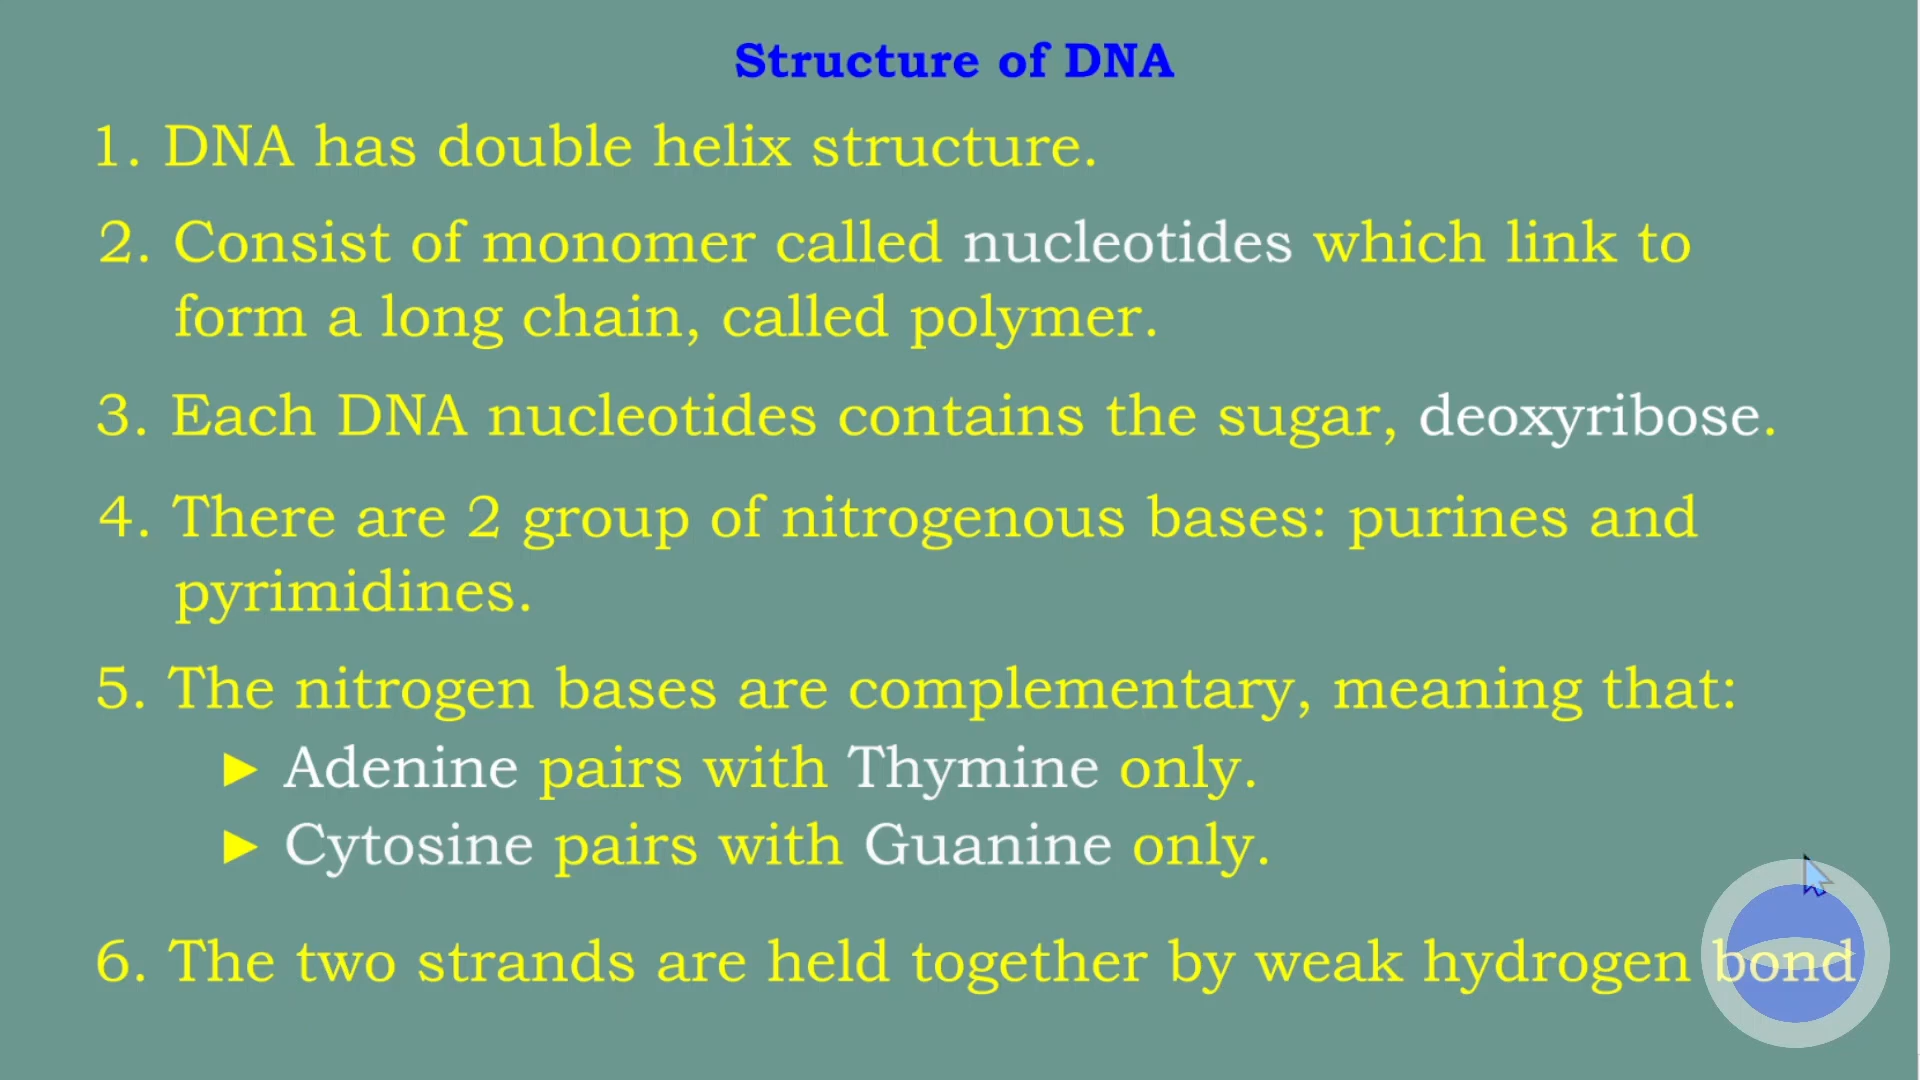 Structure of DNA
1. DNA has double helix structure.
2. Consist of monomer called nucleotides which link to
form a long chain, called polymer.
3. Each DNA nucleotides contains the sugar, deoxyribose.
4. There are 2 group of nitrogenous bases: purines and
pyrimidines.
5. The nitrogen bases are complementary, meaning that:
► Adenine pairs with Thymine only.
► Cytosine pairs with Guanine only.
6. The two strands are held together by weak hydrogen bond